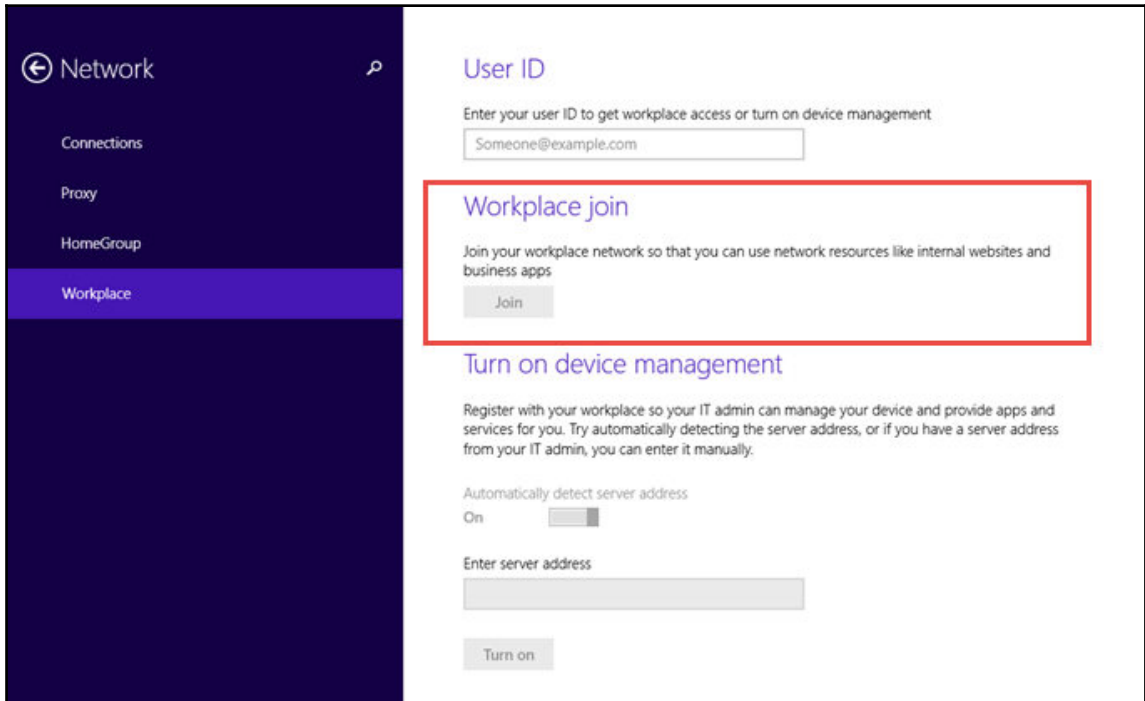 Network
Connections
Proxy
HomeGroup
Workplace
User ID
Enter your user ID to get workplace access or turn on device management
Someone@example.com
Workplace join
Join your workplace network so that you can use network resources like internal websites and
business apps
Join
Turn on device management
Register with your workplace so your IT admin can manage your device and provide apps and
services for you. Try automatically detecting the server address, or if you have a server address
from your IT admin, you can enter it manually.
Automatically detect server address
On
Enter server address
Turn on